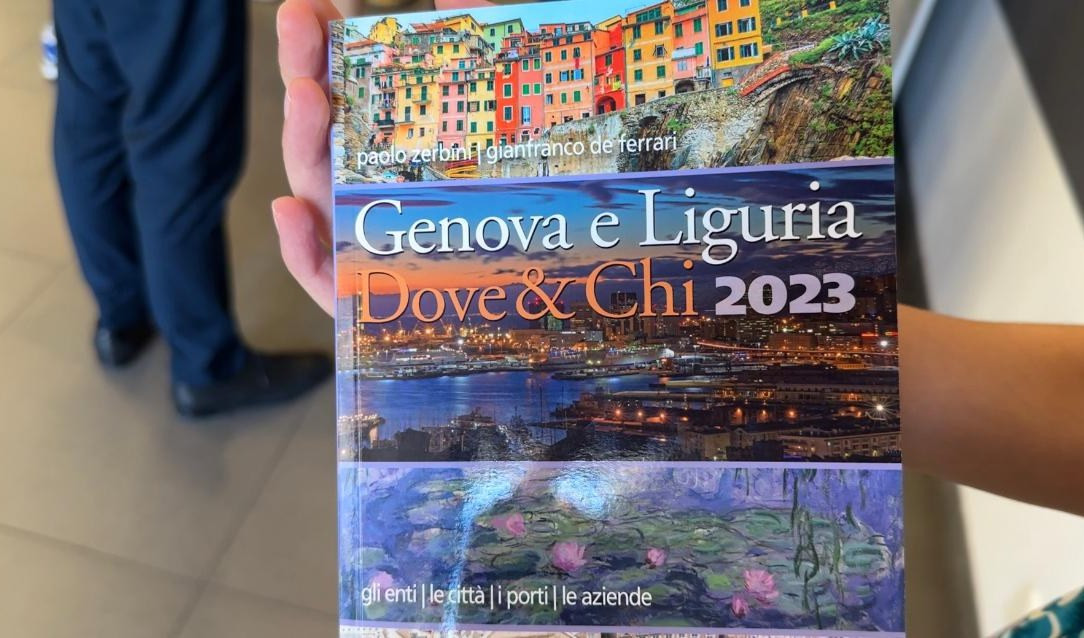 paolo zerbini | gianfranco de ferrari
Genova e Liguria
Dove & Chi 2023
gli enti | le città | i porti | le aziende